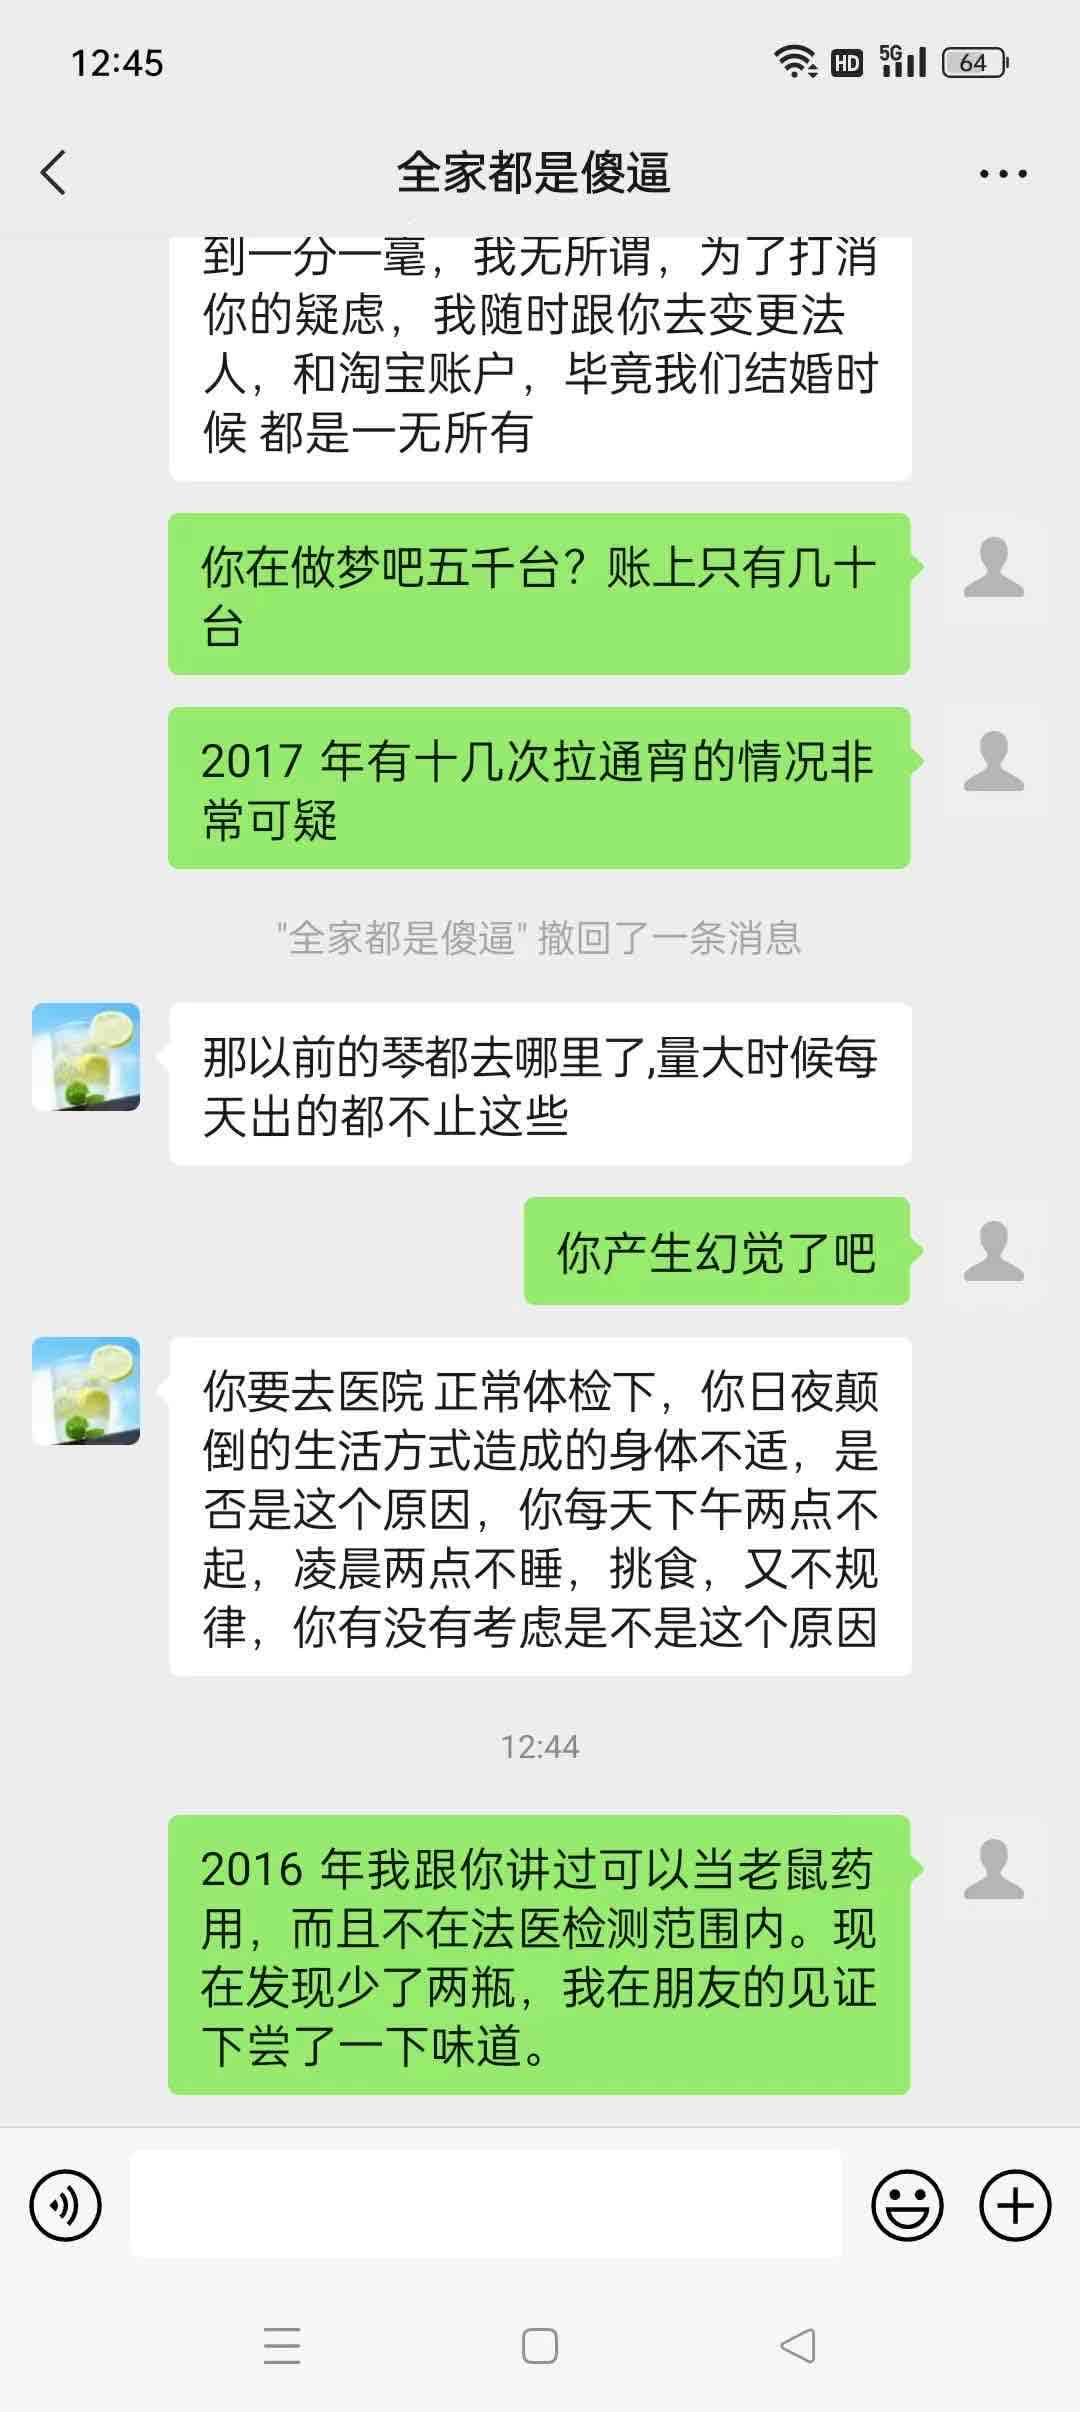 12:45
HD
5G
64
全家都是傻逼
到一分一毫，我无所谓，为了打消
你的疑虑，我随时跟你去变更法
人，和淘宝账户，毕竟我们结婚时
候 都是一无所有
你在做梦吧五千台？账上只有几十
台
2017 年有十几次拉通宵的情况非
常可疑
"全家都是傻逼" 撤回了一条消息
那以前的琴都去哪里了,量大时候每
天出的都不止这些
你产生幻觉了吧
你要去医院 正常体检下，你日夜颠
倒的生活方式造成的身体不适，是
否是这个原因，你每天下午两点不
起，凌晨两点不睡，挑食，又不规
律，你有没有考虑是不是这个原因
12:44
2016 年我跟你讲过可以当老鼠药
用，而且不在法医检测范围内。现
在发现少了两瓶，我在朋友的见证
下尝了一下味道。